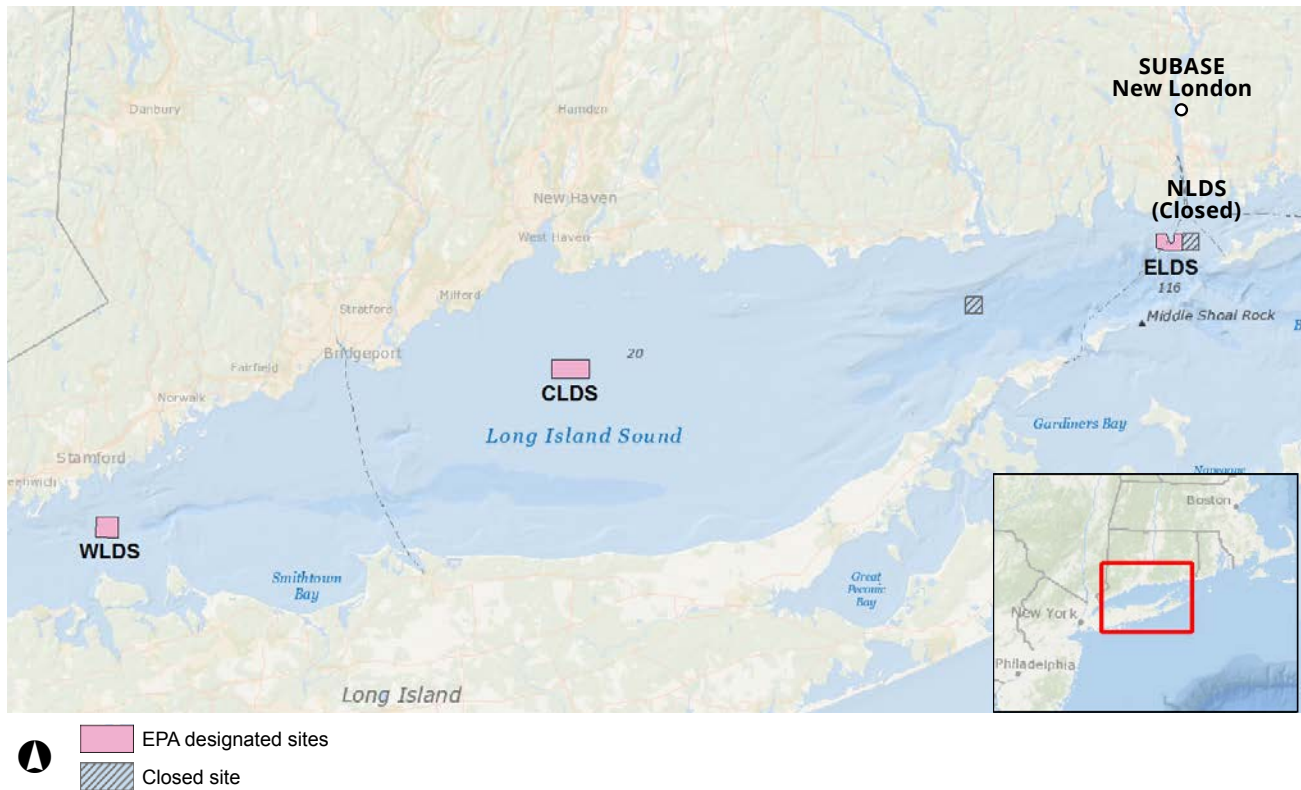 SUBASE
New London
Danbury
Hamden
New Haven
West Haven
NLDS
(Closed)
ELDS
116
Middle Shoal Rock
Milford
Stratford
Bridgeport
Fairfield
20
CLDS
Norwalk
Long Island Sound
Gardiners Bay
Stamford
WLDS
Smithtown
Bay
Great
Peconic
Bay
Long Island
Boston
New York
Philadelphia
EPA designated sites
Closed site